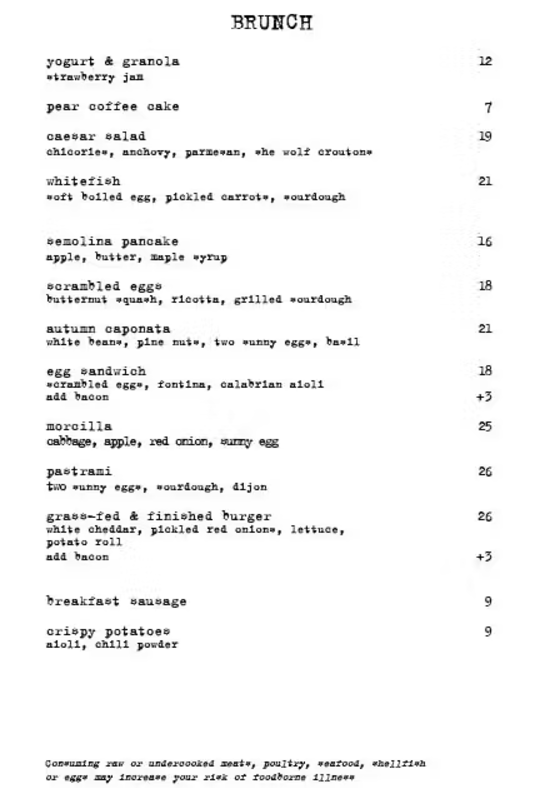 BRUNCH
yogurt & granola 12
strawberry jam
pear coffee cake 7
caesar salad 19
chicories, anchovy, parmesan, she wolf croutons
whitefish 21
soft boiled egg, pickled carrots, sourdough
semolina pancake 16
apple, butter, maple syrup
scrambled eggs 18
butternut squash, ricotta, grilled sourdough
autumn caponata 21
white beans, pine nuts, two sunny eggs, basil
egg sandwich 18
scrambled eggs, fontina, calabrian aioli
add bacon +3
morcilla 25
cabbage, apple, red onion, sunny egg
pastrami 26
two sunny eggs, sourdough, dijon
grass-fed & finished burger 26
white cheddar, pickled red onions, lettuce,
potato roll
add bacon +3
breakfast sausage 9
crispy potatoes 9
aioli, chili powder
Consuming raw or undercooked meats, poultry, seafood, shellfish
or eggs may increase your risk of foodborne illness